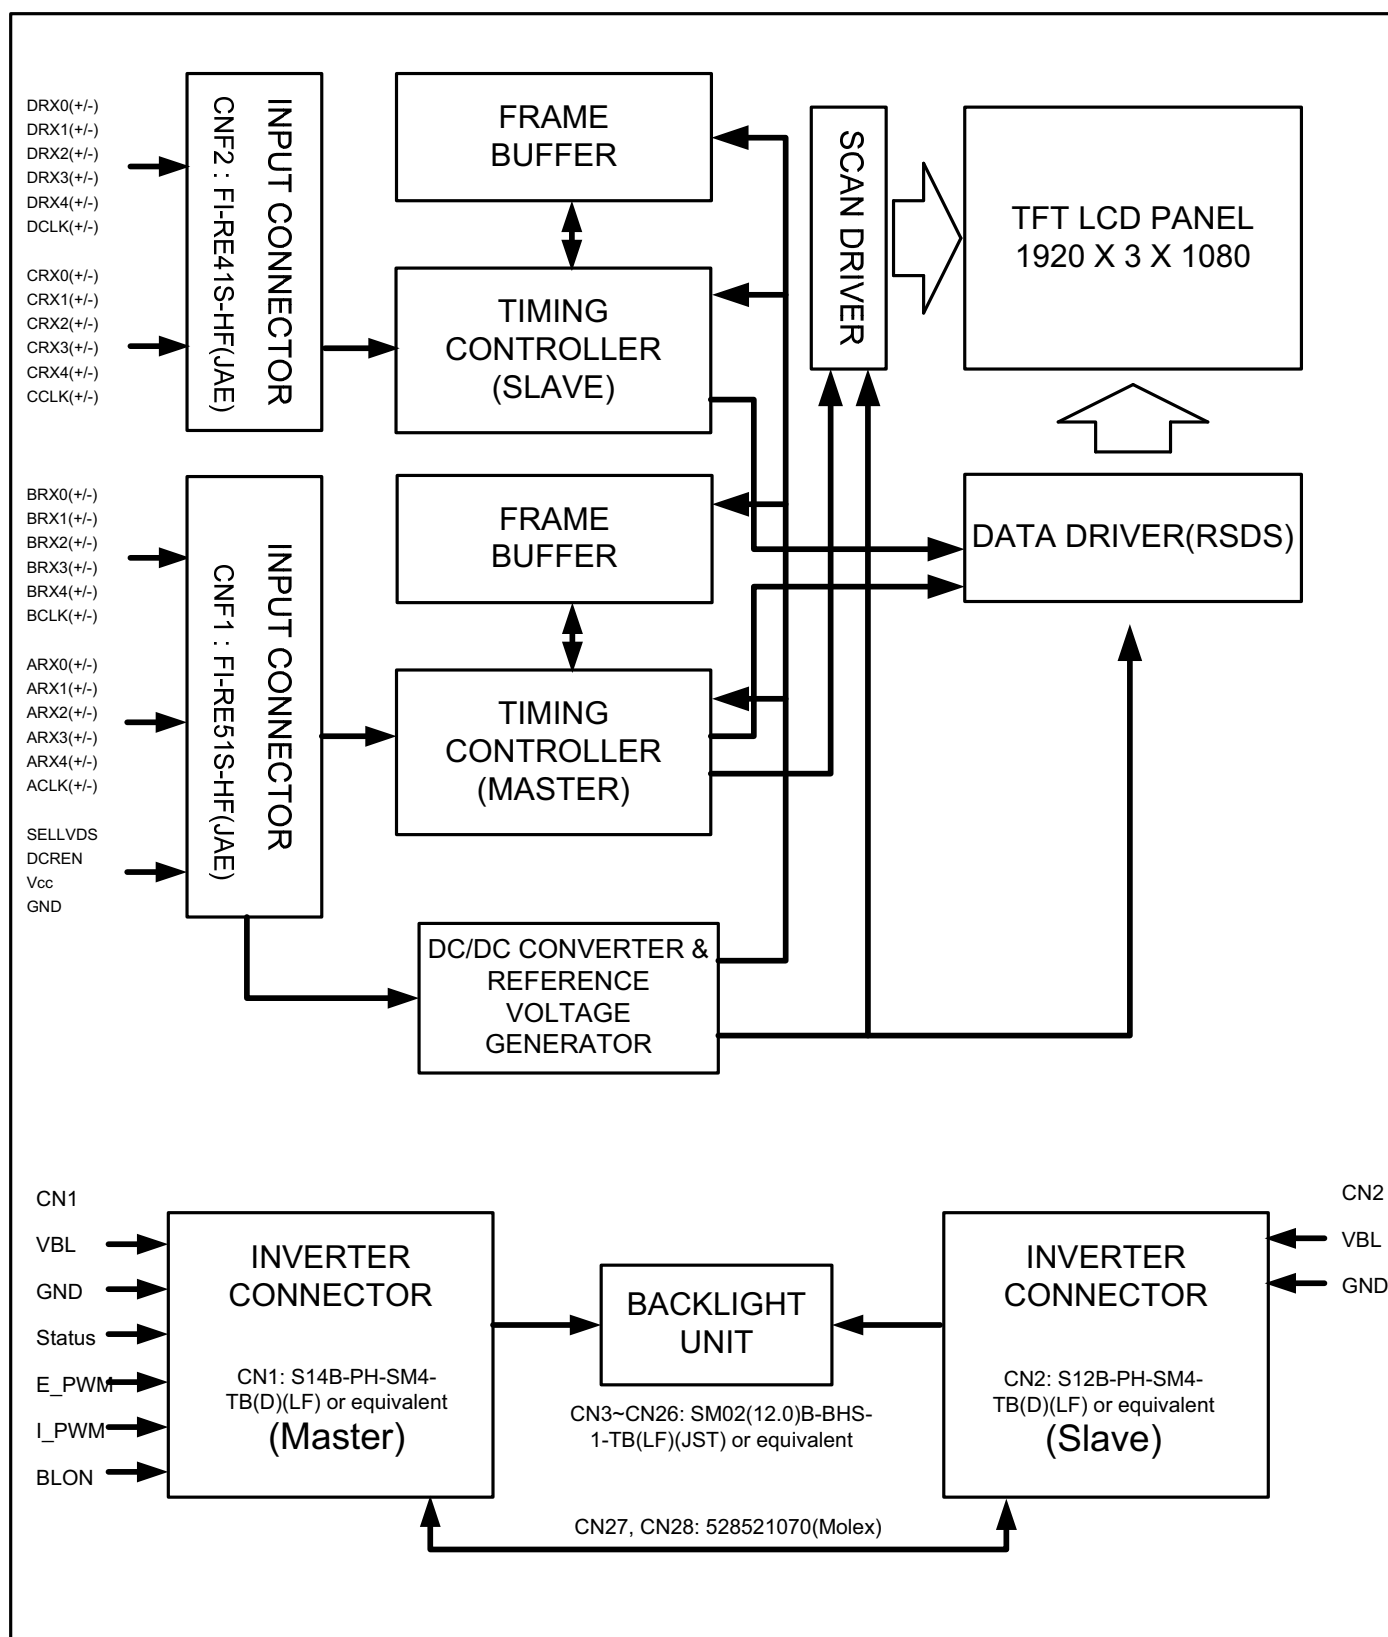 DRX0(+/-)
DRX1(+/-)
DRX2(+/-)
DRX3(+/-)
DRX4(+/-)
DCLK(+/-)
CRX0(+/-)
CRX1(+/-)
CRX2(+/-)
CRX3(+/-)
CRX4(+/-)
CCLK(+/-)
INPUT CONNECTOR
CNF2 : FI-RE41S-HF(JAE)
FRAME
BUFFER
TIMING
CONTROLLER
(SLAVE)
SCAN DRIVER
TFT LCD PANEL
1920 X 3 X 1080
BRX0(+/-)
BRX1(+/-)
BRX2(+/-)
BRX3(+/-)
BRX4(+/-)
BCLK(+/-)
ARX0(+/-)
ARX1(+/-)
ARX2(+/-)
ARX3(+/-)
ARX4(+/-)
ACLK(+/-)
SELLVDS
DCREN
Vcc
GND
INPUT CONNECTOR
CNF1 : FI-RE51S-HF(JAE)
FRAME
BUFFER
TIMING
CONTROLLER
(MASTER)
DATA DRIVER(RSDS)
DC/DC CONVERTER &
REFERENCE
VOLTAGE
GENERATOR
CN1
VBL
GND
Status
E_PWM
I_PWM
BLON
INVERTER
CONNECTOR
CN1: S14B-PH-SM4-
TB(D)(LF) or equivalent
(Master)
BACKLIGHT
UNIT
CN3~CN26: SM02(12.0)B-BHS-
1-TB(LF)(JST) or equivalent
INVERTER
CONNECTOR
CN2: S12B-PH-SM4-
TB(D)(LF) or equivalent
(Slave)
CN2
VBL
GND
CN27, CN28: 528521070(Molex)